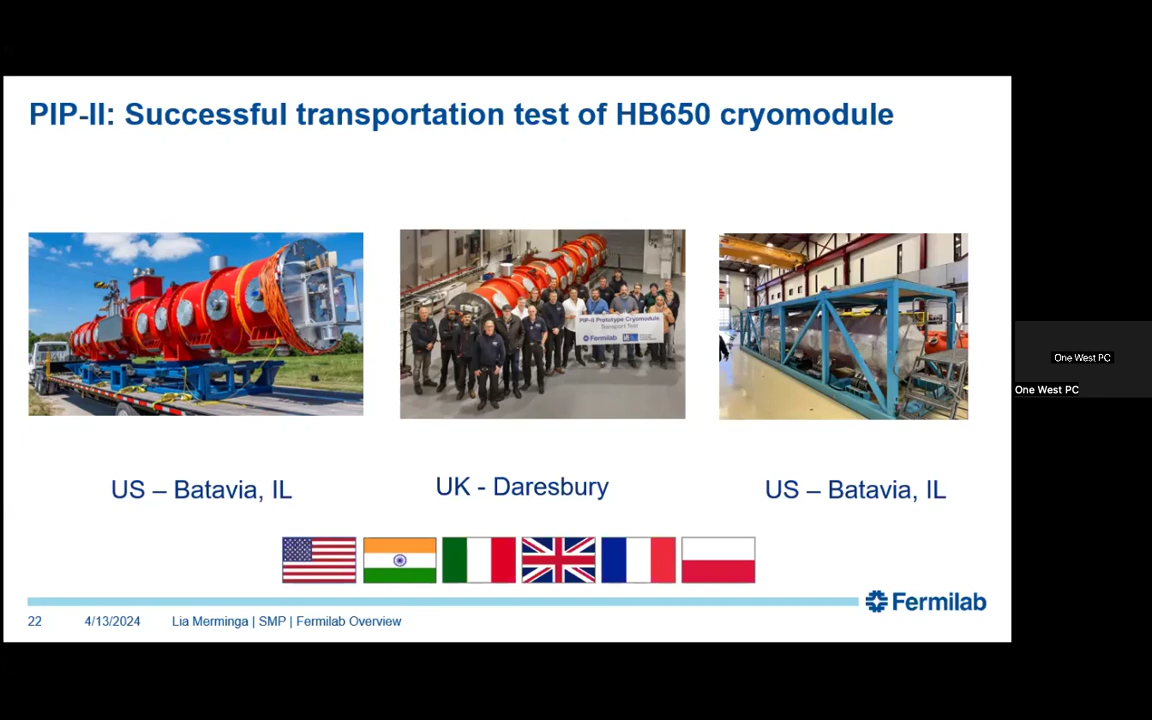 PIP-II: Successful transportation test of HB650 cryomodule
PIP-II Prototype Cryomodule
Transport Test
Fermilab
US – Batavia, IL
UK - Daresbury
US – Batavia, IL
Fermilab
22
4/13/2024
Lia Merminga | SMP | Fermilab Overview
One West PC
One West PC